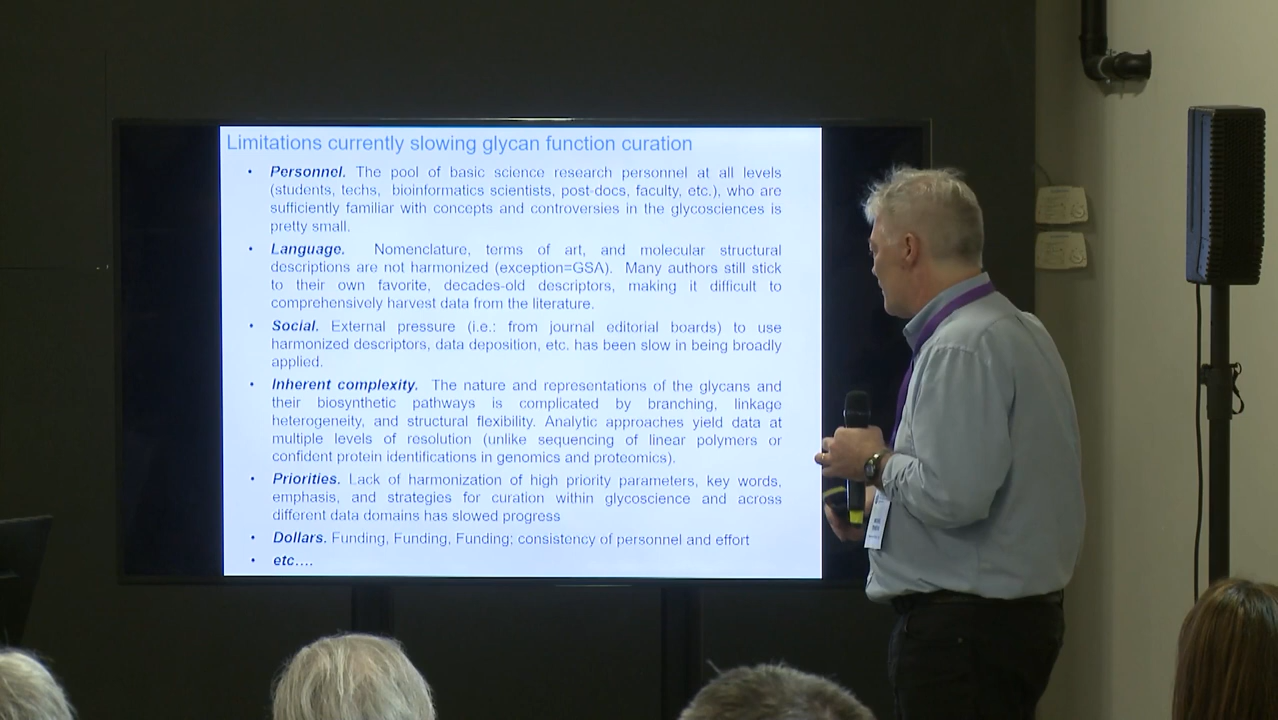 Limitations currently slowing glycan function curation
• Personnel. The pool of basic science research personnel at all levels
(students, techs, bioinformatics scientists, post-docs, faculty, etc.), who are
sufficiently familiar with concepts and controversies in the glycosciences is
pretty small.
• Language. Nomenclature, terms of art, and molecular structural
descriptions are not harmonized (exception=GSA). Many authors still stick
to their own favorite, decades-old descriptors, making it difficult to
comprehensively harvest data from the literature.
• Social. External pressure (i.e.: from journal editorial boards) to use
harmonized descriptors, data deposition, etc. has been slow in being broadly
applied.
• Inherent complexity. The nature and representations of the glycans and
their biosynthetic pathways is complicated by branching, linkage
heterogeneity, and structural flexibility. Analytic approaches yield data at
multiple levels of resolution (unlike sequencing of linear polymers or
confident protein identifications in genomics and proteomics).
• Priorities. Lack of harmonization of high priority parameters, key words,
emphasis, and strategies for curation within glycoscience and across
different data domains has slowed progress
• Dollars. Funding, Funding, Funding; consistency of personnel and effort
• etc....